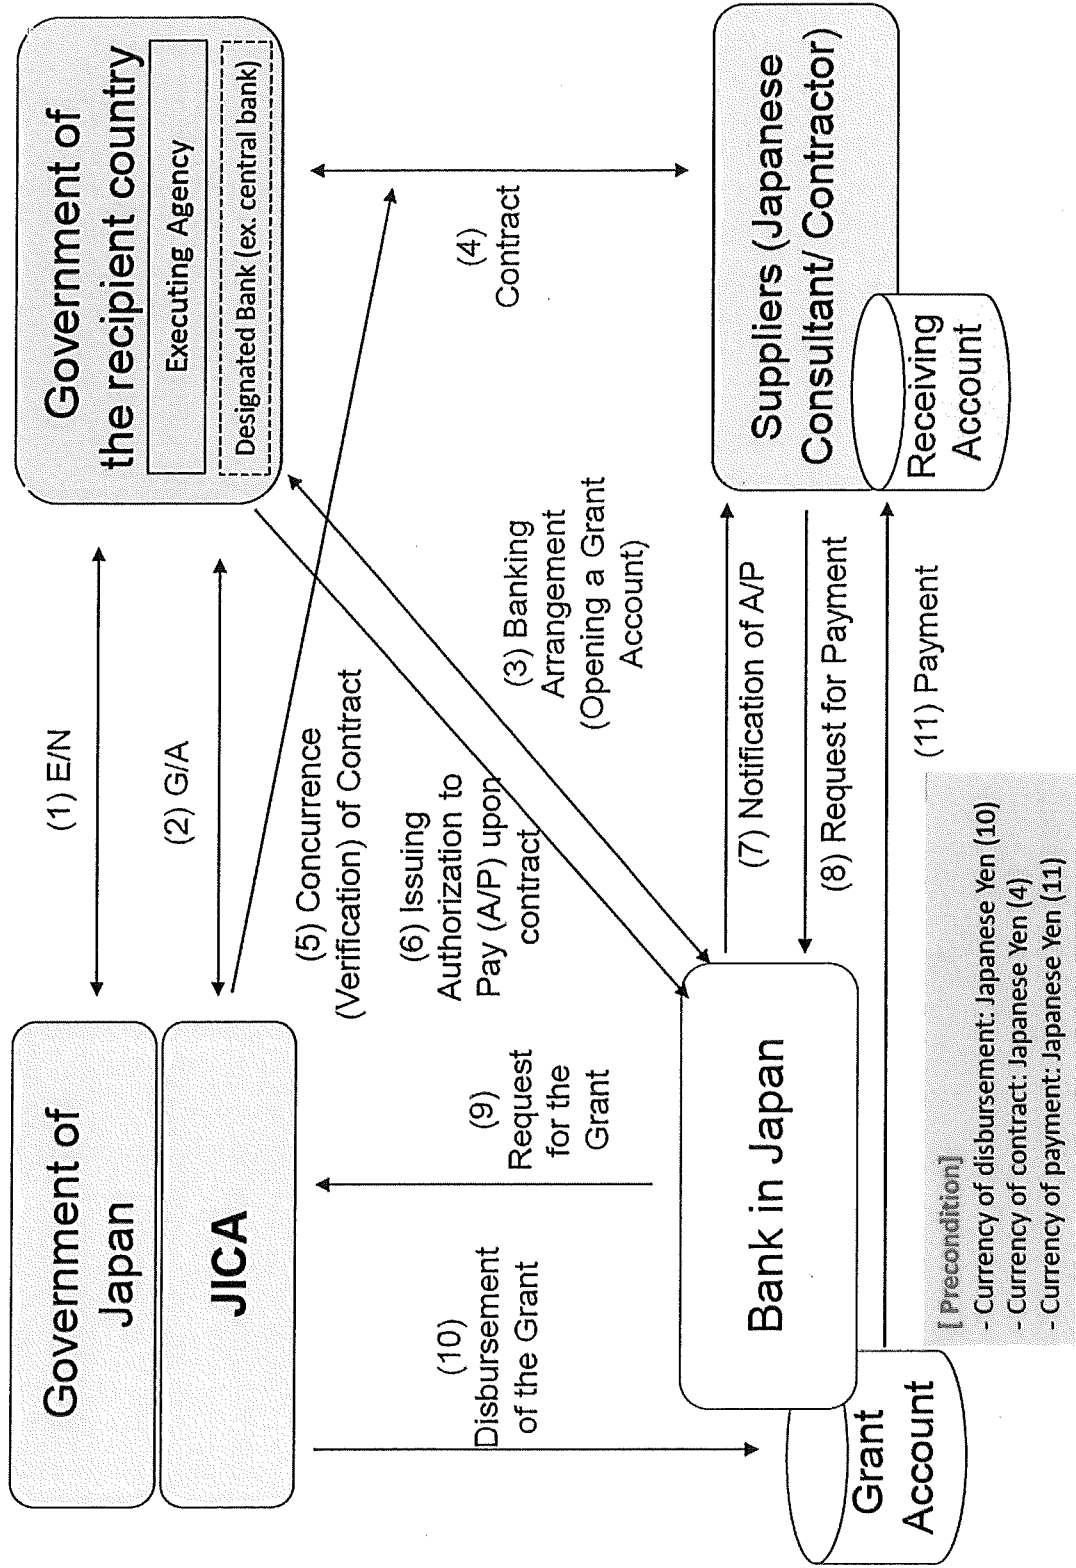 Government of
Japan
JICA
Government of
the recipient country
Executing Agency
Designated Bank (ex. central bank)
(1) E/N
(2) G/A
(5) Concurrence
(Verification) of Contract
(6) Issuing
Authorization to
Pay (A/P) upon
contract
(3) Banking
Arrangement
(Opening a Grant
Account)
(4)
Contract
(9)
Request
for the
Grant
(10)
Disbursement
of the Grant
Bank in Japan
Grant
Account
(7) Notification of A/P
(8) Request for Payment
(11) Payment
Suppliers (Japanese
Consultant/ Contractor)
Receiving
Account
[ Precondition]
- Currency of disbursement: Japanese Yen (10)
- Currency of contract: Japanese Yen (4)
- Currency of payment: Japanese Yen (11)